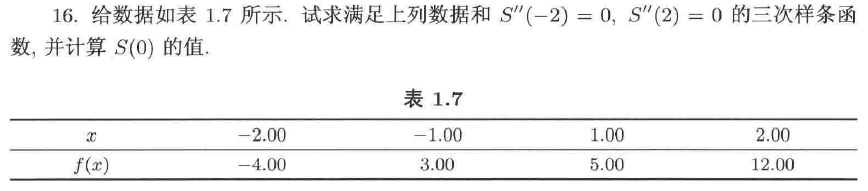 16. 给数据如表 1.7 所示. 试求满足上列数据和 S″(−2) = 0, S″(2) = 0 的三次样条函
数, 并计算 S(0) 的值.
表 1.7
x −2.00 −1.00 1.00 2.00
f(x) −4.00 3.00 5.00 12.00